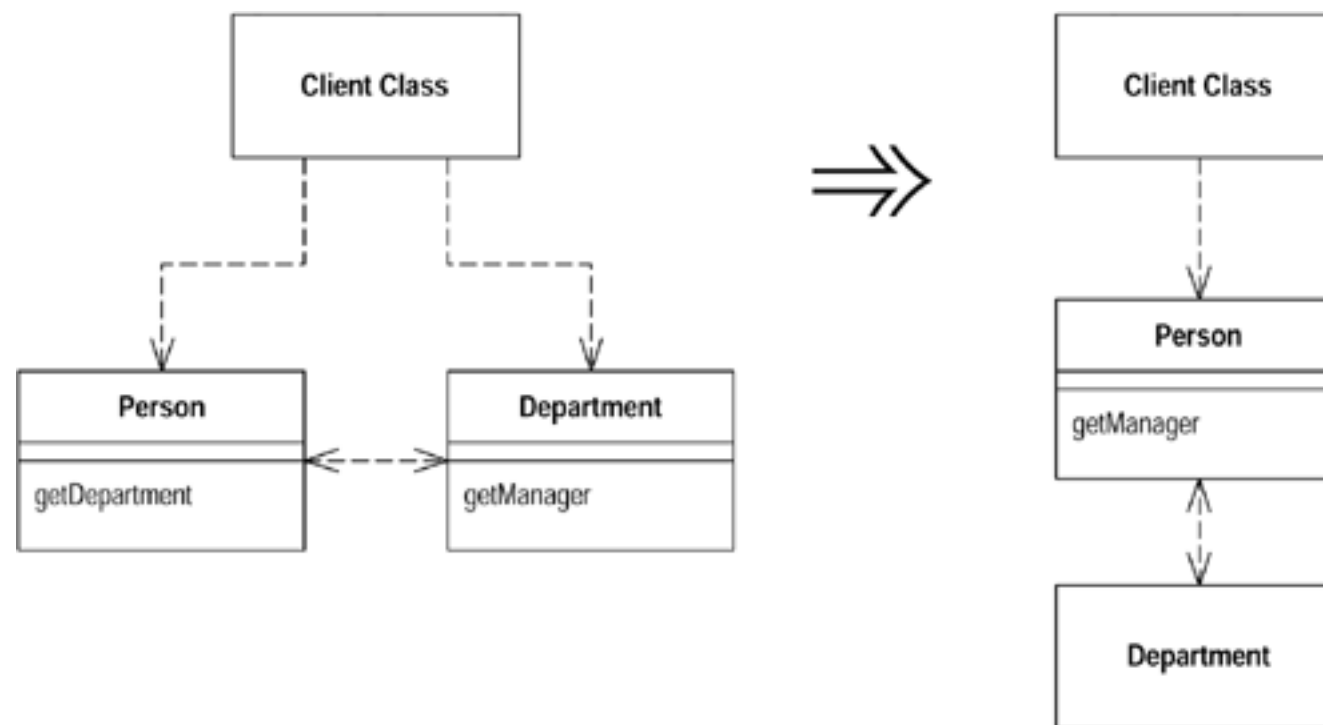 Client Class
Person
Department
getDepartment
getManager
Client Class
Person
getManager
Department